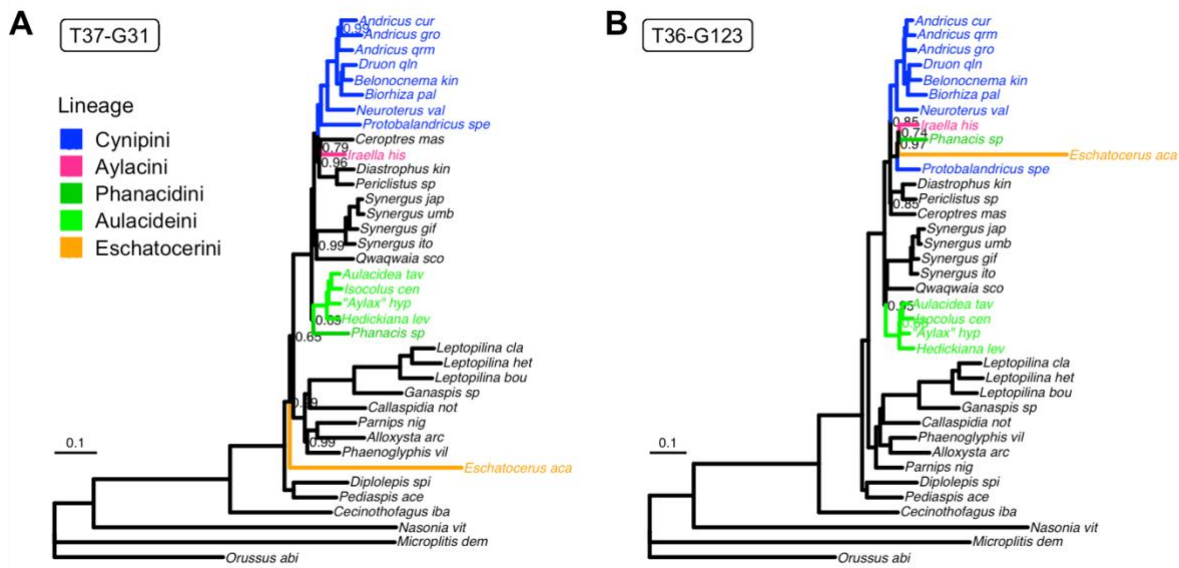 A
T37-G31
Lineage
Cynipini
Aylacini
Phanacidini
Aulacideini
Eschatocerini
Andricus cur
0.99
Andricus gro
Andricus qrm
Druon qln
Belonocnema kin
Biorhiza pal
Neuroterus val
Protobalandricus spe
Ceroptres mas
0.79
Iraella his
0.96
Diastrophus kin
Periclistus sp
Synergus jap
Synergus umb
Synergus gif
0.99
Synergus ito
Qwaqwaia sco
Aulacidea tav
Isocolus cen
"Aylax" hyp
Hedickiana lev
Phanacis sp
0.65
Leptopilina cla
Leptopilina het
Leptopilina bou
Ganaspis sp
Callaspidia not
Parnips nig
Alloxysta arc
0.99
Phaenoglyphis vil
0.1
Eschatocerus aca
Diplolepis spi
Pediaspis ace
Cecinothofagus iba
Nasonia vit
Microplitis dem
Orussus abi
B
T36-G123
Andricus cur
Andricus qrm
Andricus gro
Druon qln
Belonocnema kin
Biorhiza pal
Neuroterus val
0.85
Iraella his
0.74
Phanacis sp
0.97
Eschatocerus aca
Protobalandricus spe
Diastrophus kin
Periclistus sp
0.85
Ceroptres mas
Synergus jap
Synergus umb
Synergus gif
Synergus ito
Qwaqwaia sco
0.95
Aulacidea tav
Isocolus cen
"Aylax" hyp
Hedickiana lev
Leptopilina cla
Leptopilina het
Leptopilina bou
Ganaspis sp
Callaspidia not
Phaenoglyphis vil
Alloxysta arc
0.1
Parnips nig
Diplolepis spi
Pediaspis ace
Cecinothofagus iba
Nasonia vit
Microplitis dem
Orussus abi